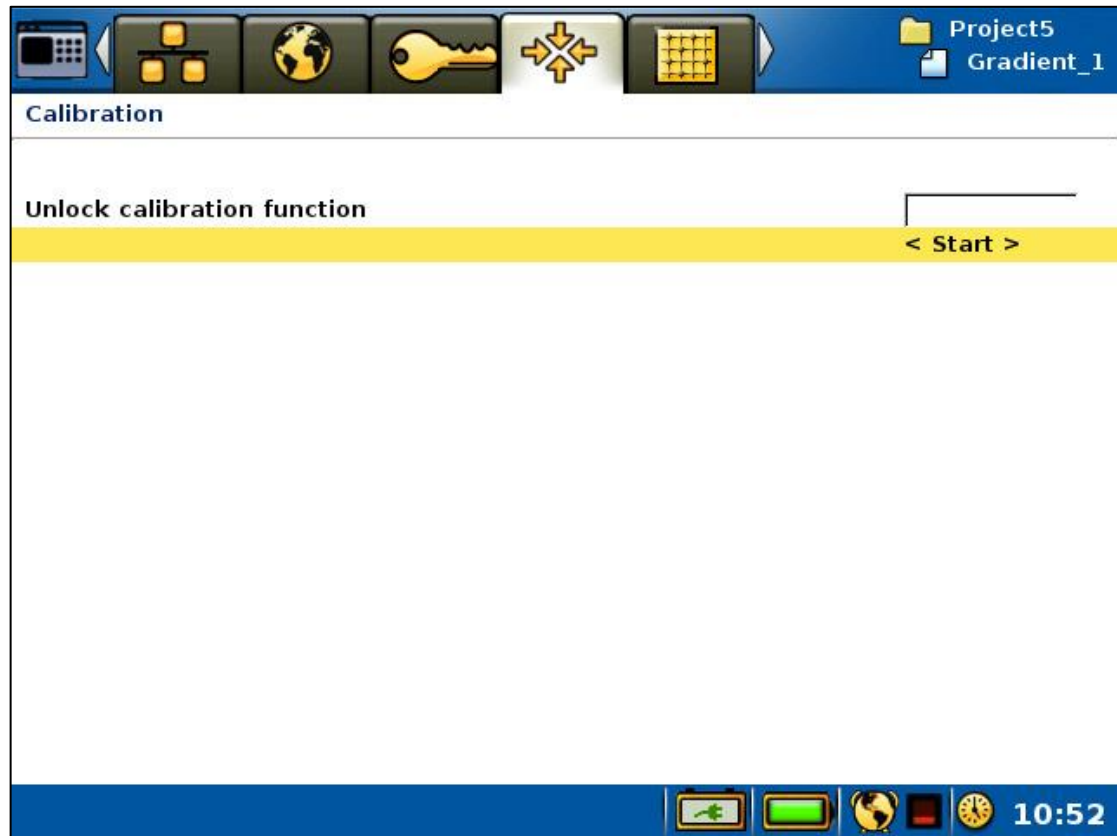 Project5
Gradient_1
Calibration
Unlock calibration function
< Start >
10:52